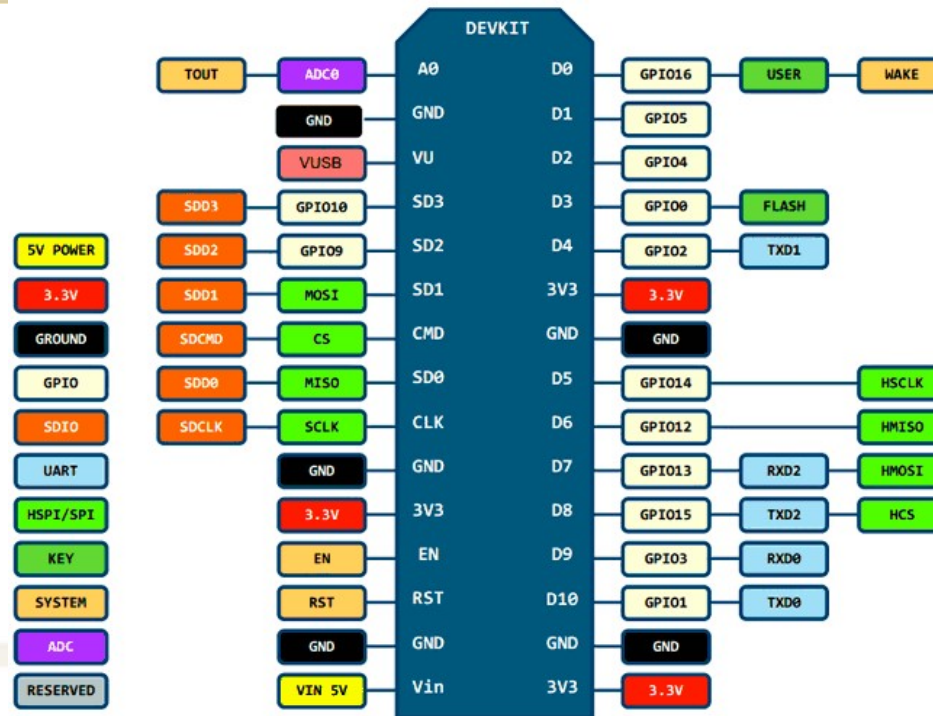 DEVKIT
TOUT ADC0 A0 D0 GPIO16 USER WAKE
GND GND D1 GPIO5
VUSB VU D2 GPIO4
SDD3 GPIO10 SD3 D3 GPIO0 FLASH
5V POWER SDD2 GPIO9 SD2 D4 GPIO2 TXD1
3.3V SDD1 MOSI SD1 3V3 3.3V
GROUND SDCMD CS CMD GND GND
GPIO SDD0 MISO SD0 D5 GPIO14 HSCLK
SDIO SDCLK SCLK CLK D6 GPIO12 HMISO
UART GND GND D7 GPIO13 RXD2 HMOSI
HSPI/SPI 3.3V 3V3 D8 GPIO15 TXD2 HCS
KEY EN EN D9 GPIO3 RXD0
SYSTEM RST RST D10 GPIO1 TXD0
ADC GND GND GND GND
RESERVED VIN 5V Vin 3V3 3.3V